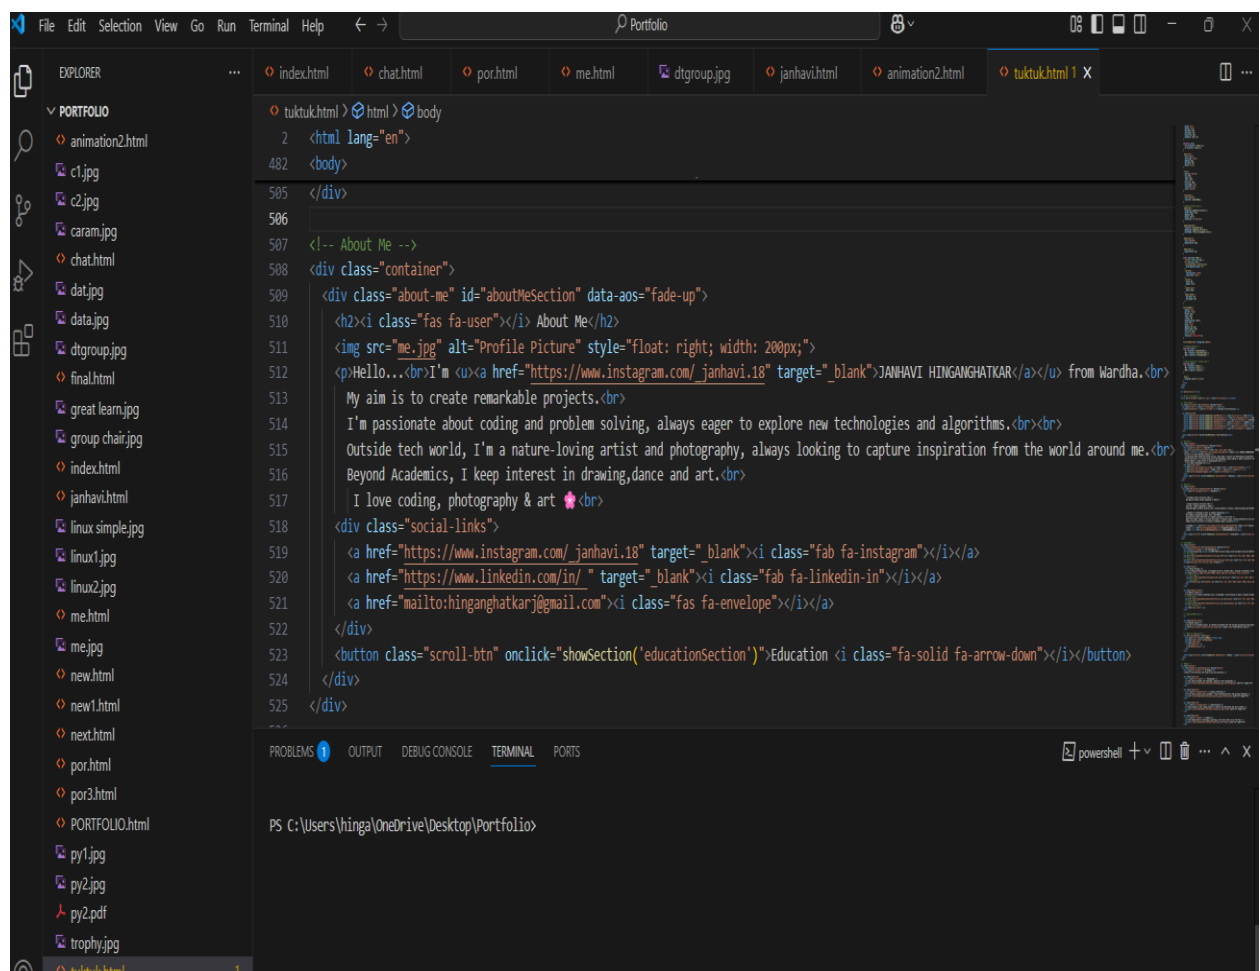 File Edit Selection View Go Run Terminal Help Portfolio
EXPLORER
PORTFOLIO
animation2.html
c1.jpg
c2.jpg
caram.jpg
chat.html
dat.jpg
data.jpg
dtgroup.jpg
final.html
great learn.jpg
group chair.jpg
index.html
janhavi.html
linux simple.jpg
linux1.jpg
linux2.jpg
me.html
me.jpg
new.html
new1.html
next.html
por.html
por3.html
PORTFOLIO.html
py1.jpg
py2.jpg
py2.pdf
trophy.jpg
tuktuk.html 1
index.html chat.html por.html me.html dtgroup.jpg janhavi.html animation2.html tuktuk.html 1 X
tuktuk.html > html > body
2 <html lang="en">
482 <body>
505 </div>
506
507 <!-- About Me -->
508 <div class="container">
509 <div class="about-me" id="aboutMeSection" data-aos="fade-up">
510 <h2><i class="fas fa-user"></i> About Me</h2>
511 <img src="me.jpg" alt="Profile Picture" style="float: right; width: 200px;">
512 <p>Hello...<br>I'm <u><a href="https://www.instagram.com/_janhavi.18" target="_blank">JANHAVI HINGANGHATKAR</a></u> from Wardha.<br>
513 My aim is to create remarkable projects.<br>
514 I'm passionate about coding and problem solving, always eager to explore new technologies and algorithms.<br><br>
515 Outside tech world, I'm a nature-loving artist and photography, always looking to capture inspiration from the world around me.<br>
516 Beyond Academics, I keep interest in drawing,dance and art.<br>
517 I love coding, photography & art 🌸<br>
518 <div class="social-links">
519 <a href="https://www.instagram.com/_janhavi.18" target="_blank"><i class="fab fa-instagram"></i></a>
520 <a href="https://www.linkedin.com/in/ " target="_blank"><i class="fab fa-linkedin-in"></i></a>
521 <a href="mailto:hinganghatkarj@gmail.com"><i class="fas fa-envelope"></i></a>
522 </div>
523 <button class="scroll-btn" onclick="showSection('educationSection')">Education <i class="fa-solid fa-arrow-down"></i></button>
524 </div>
525 </div>
PROBLEMS 1 OUTPUT DEBUG CONSOLE TERMINAL PORTS powershell
PS C:\Users\hinga\OneDrive\Desktop\Portfolio>